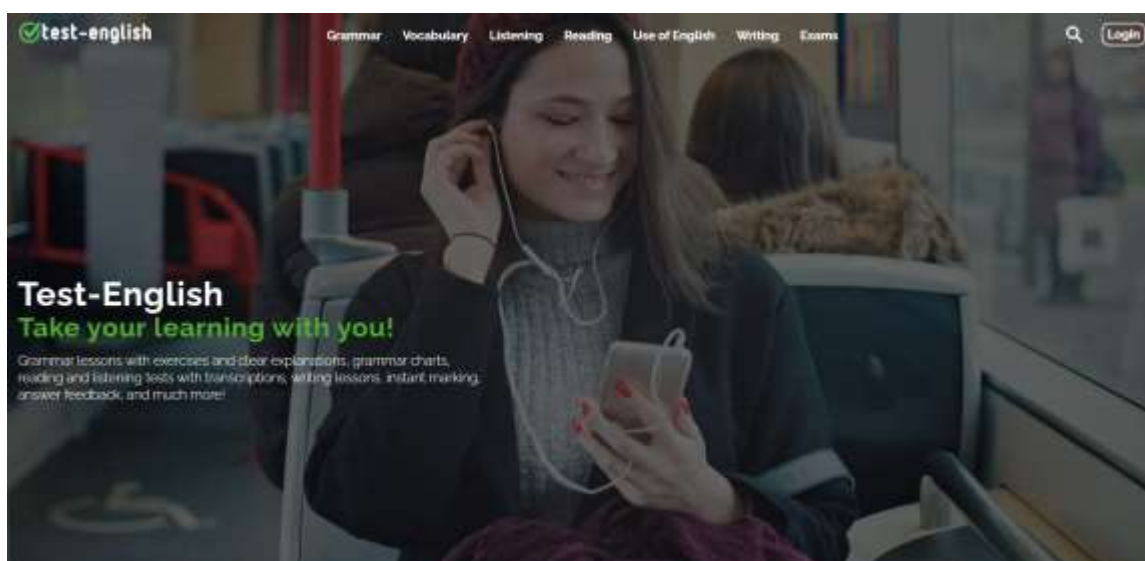 test-english
Grammar Vocabulary Listening Reading Use of English Writing Exams
Login
Test-English
Take your learning with you!
Grammar lessons with exercises and clear explanations, grammar charts,
reading and listening tests with transcriptions, writing lessons, instant marking,
answer feedback, and much more!